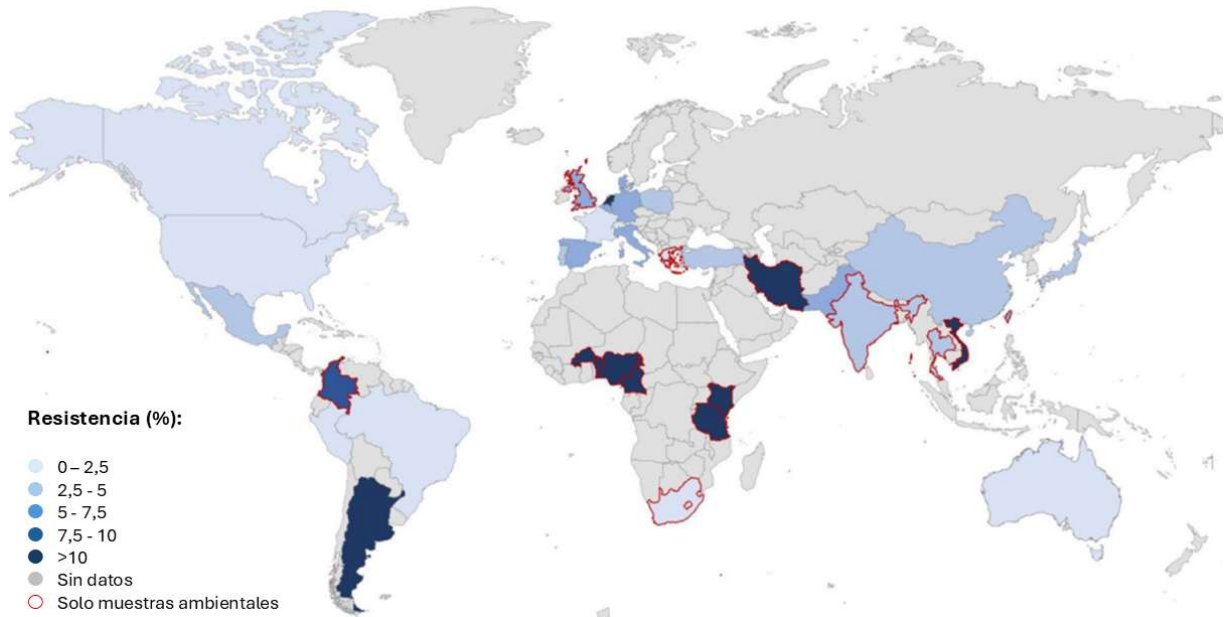 Resistencia (%):
0 – 2,5
2,5 - 5
5 - 7,5
7,5 - 10
>10
Sin datos
Solo muestras ambientales